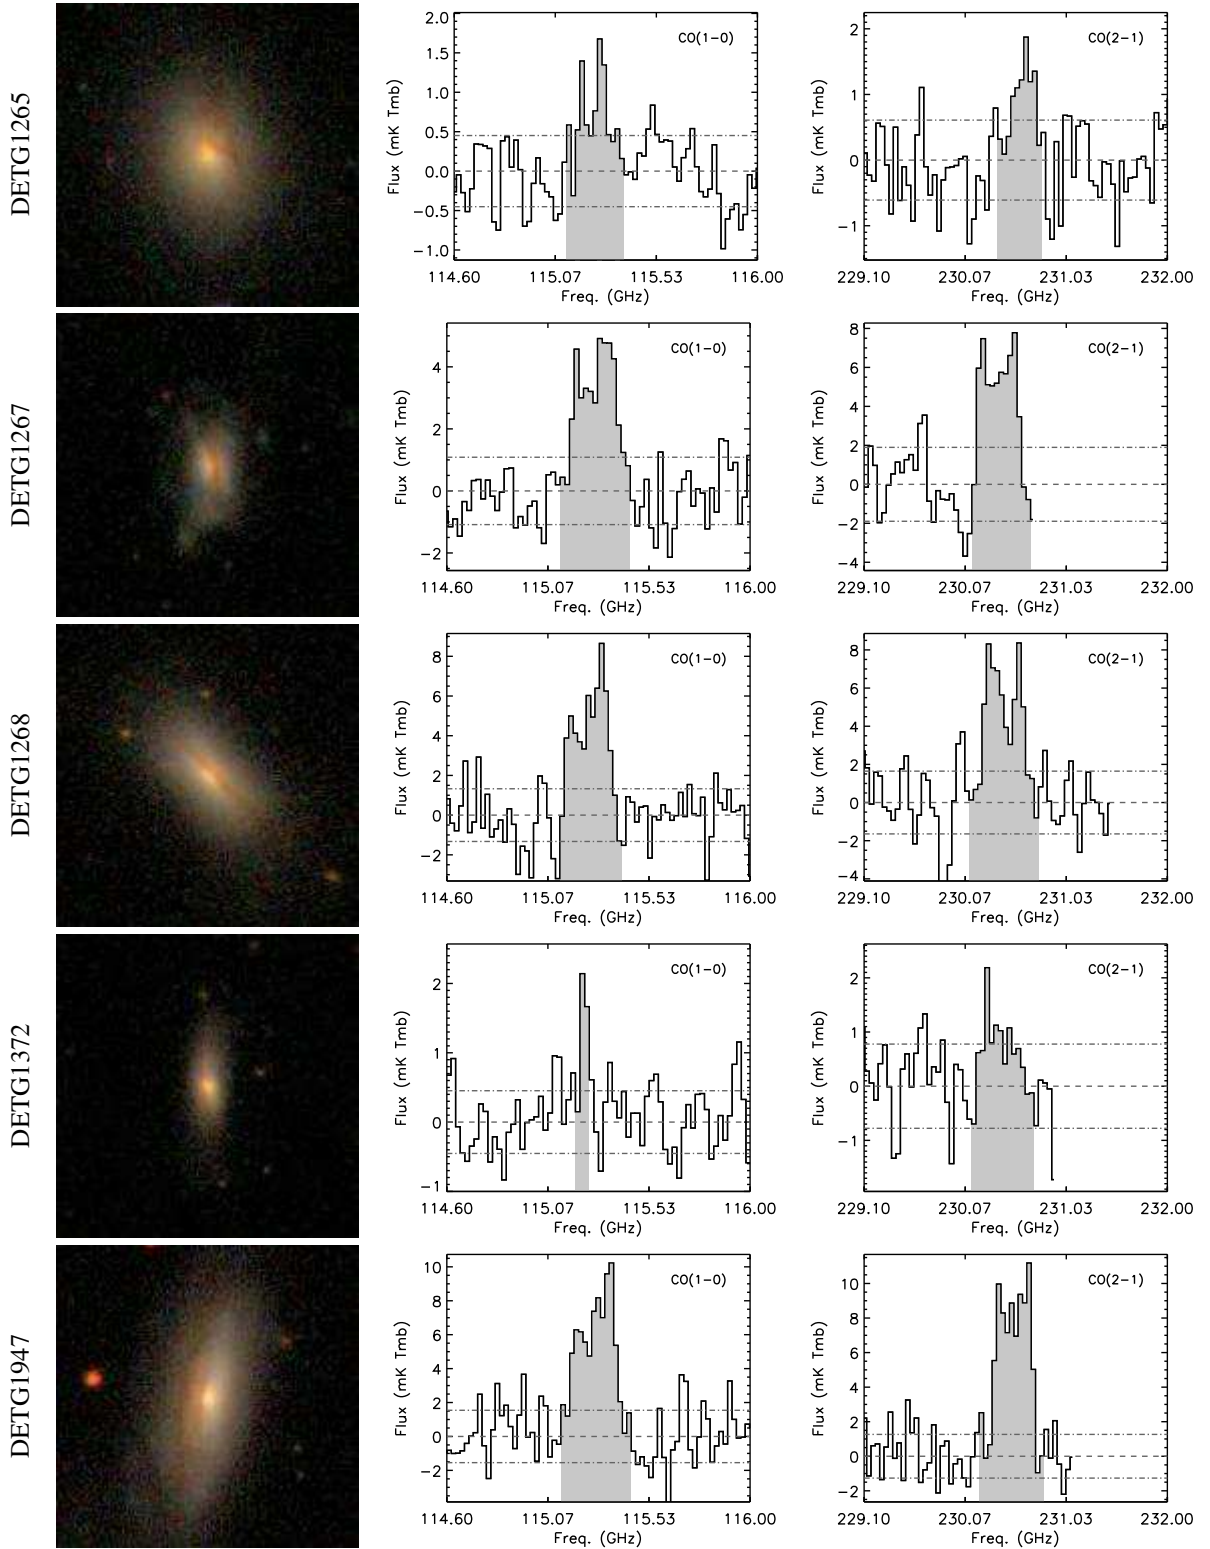 DETG1265
CO(1−0)
Flux (mK Tmb)
2.0
1.5
1.0
0.5
0.0
−0.5
−1.0
114.60 115.07 115.53 116.00
Freq. (GHz)
CO(2−1)
Flux (mK Tmb)
2
1
0
−1
229.10 230.07 231.03 232.00
Freq. (GHz)
DETG1267
CO(1−0)
Flux (mK Tmb)
4
2
0
−2
114.60 115.07 115.53 116.00
Freq. (GHz)
CO(2−1)
Flux (mK Tmb)
8
6
4
2
0
−2
−4
229.10 230.07 231.03 232.00
Freq. (GHz)
DETG1268
CO(1−0)
Flux (mK Tmb)
8
6
4
2
0
−2
114.60 115.07 115.53 116.00
Freq. (GHz)
CO(2−1)
Flux (mK Tmb)
8
6
4
2
0
−2
−4
229.10 230.07 231.03 232.00
Freq. (GHz)
DETG1372
CO(1−0)
Flux (mK Tmb)
2
1
0
−1
114.60 115.07 115.53 116.00
Freq. (GHz)
CO(2−1)
Flux (mK Tmb)
2
1
0
−1
229.10 230.07 231.03 232.00
Freq. (GHz)
DETG1947
CO(1−0)
Flux (mK Tmb)
10
8
6
4
2
0
−2
114.60 115.07 115.53 116.00
Freq. (GHz)
CO(2−1)
Flux (mK Tmb)
10
8
6
4
2
0
−2
229.10 230.07 231.03 232.00
Freq. (GHz)